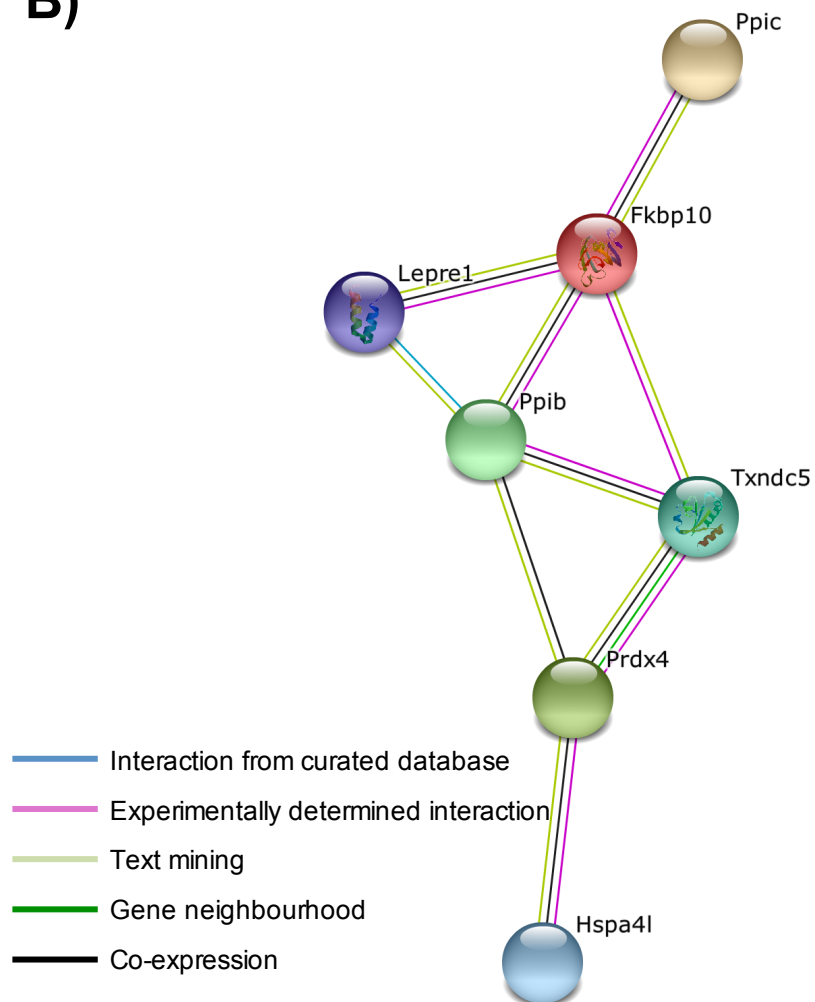 B)
Ppic
Fkbp10
Lepre1
Ppib
Txndc5
Prdx4
Interaction from curated database
Experimentally determined interaction
Text mining
Gene neighbourhood
Hspa4l
Co-expression